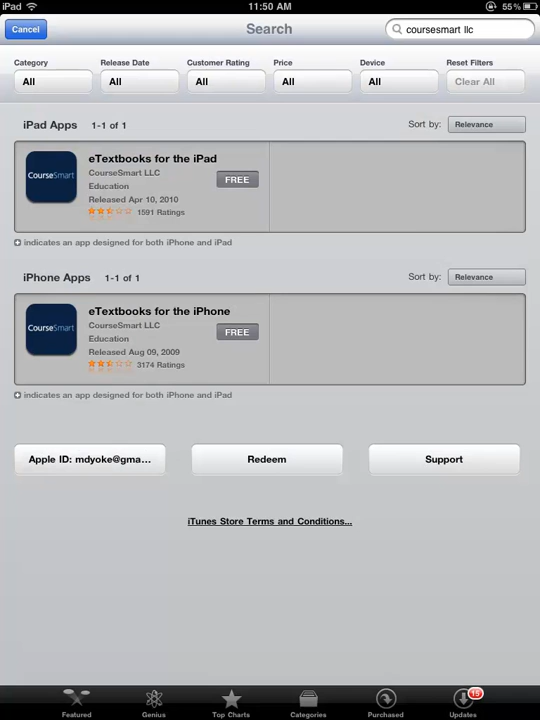 iPad 11:50 AM 55%
Cancel Search coursesmart llc
Category Release Date Customer Rating Price Device Reset Filters
All All All All All Clear All
iPad Apps 1-1 of 1 Sort by: Relevance
CourseSmart
eTextbooks for the iPad
CourseSmart LLC
Education
FREE
Released Apr 10, 2010
1591 Ratings
+ indicates an app designed for both iPhone and iPad
iPhone Apps 1-1 of 1 Sort by: Relevance
CourseSmart
eTextbooks for the iPhone
CourseSmart LLC
Education
FREE
Released Aug 09, 2009
3174 Ratings
+ indicates an app designed for both iPhone and iPad
Apple ID: mdyoke@gma... Redeem Support
iTunes Store Terms and Conditions...
15
Featured Genius Top Charts Categories Purchased Updates